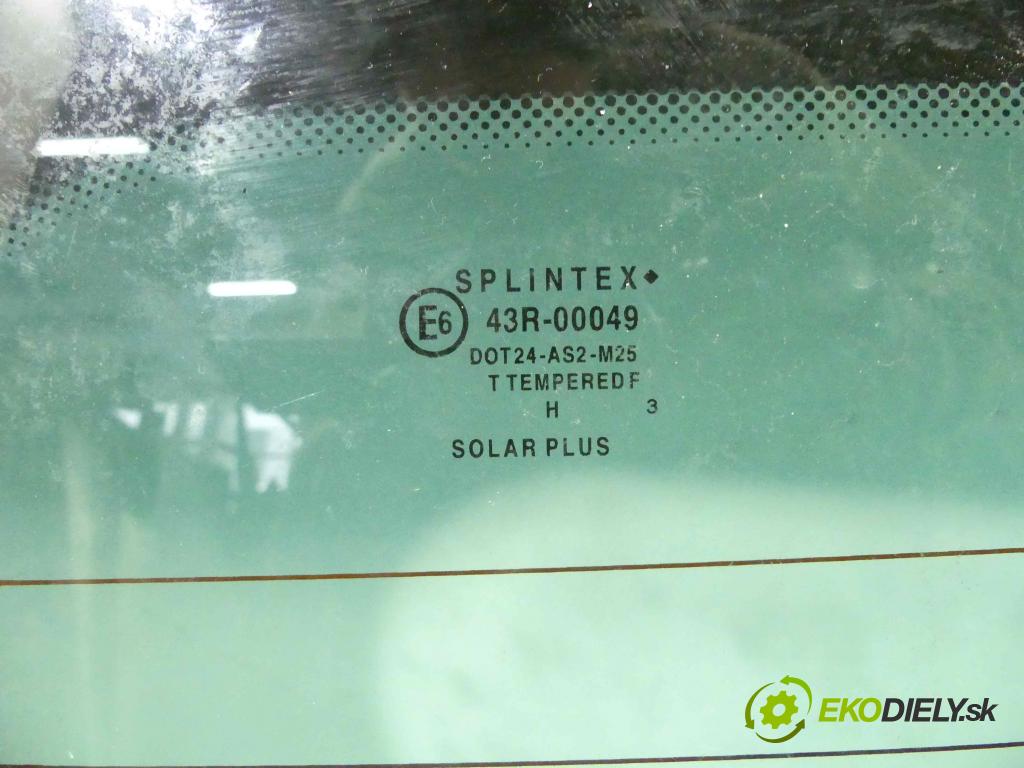 SPLINTEX
E6 43R-00049
DOT24-AS2-M25
T TEMPERED F
H 3
SOLAR PLUS
EKODIELY.sk